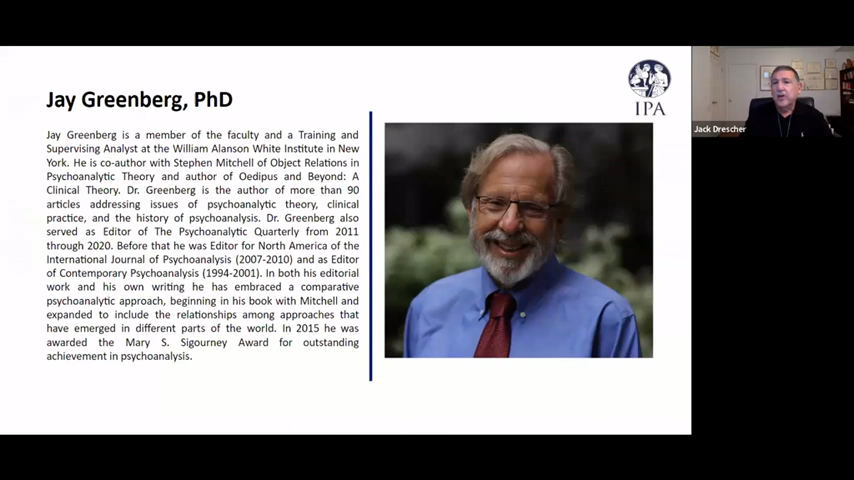 Jay Greenberg, PhD
Jay Greenberg is a member of the faculty and a Training and
Supervising Analyst at the William Alanson White Institute in New
York. He is co-author with Stephen Mitchell of Object Relations in
Psychoanalytic Theory and author of Oedipus and Beyond: A
Clinical Theory. Dr. Greenberg is the author of more than 90
articles addressing issues of psychoanalytic theory, clinical
practice, and the history of psychoanalysis. Dr. Greenberg also
served as Editor of The Psychoanalytic Quarterly from 2011
through 2020. Before that he was Editor for North America of the
International Journal of Psychoanalysis (2007-2010) and as Editor
of Contemporary Psychoanalysis (1994-2001). In both his editorial
work and his own writing he has embraced a comparative
psychoanalytic approach, beginning in his book with Mitchell and
expanded to include the relationships among approaches that
have emerged in different parts of the world. In 2015 he was
awarded the Mary S. Sigourney Award for outstanding
achievement in psychoanalysis.
IPA
Jack Drescher